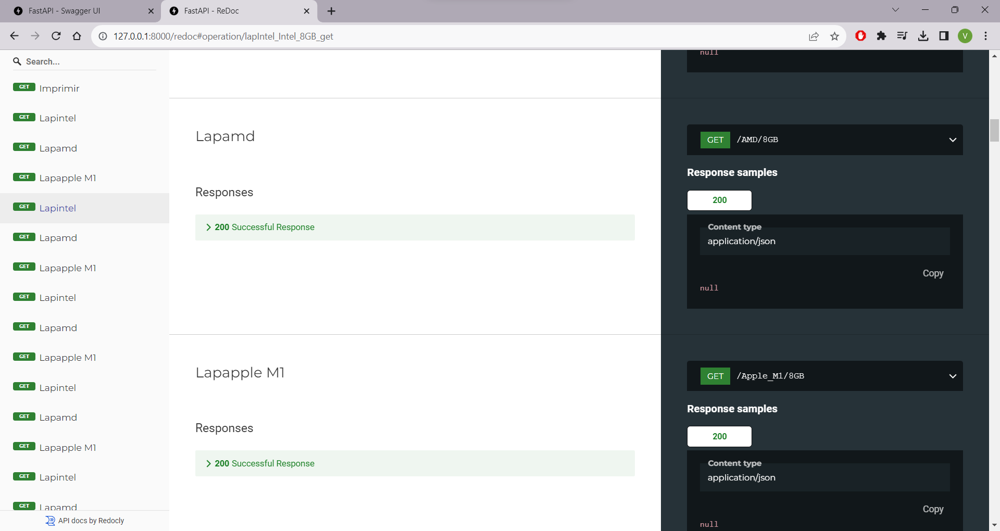 FastAPI - Swagger UI
FastAPI - ReDoc
127.0.0.1:8000/redoc#operation/lapIntel_Intel_8GB_get
V
Search...
GET Imprimir
GET Lapintel
GET Lapamd
GET Lapapple M1
GET Lapintel
GET Lapamd
GET Lapapple M1
GET Lapintel
GET Lapamd
GET Lapapple M1
GET Lapintel
GET Lapamd
GET Lapapple M1
GET Lapintel
GET Lapamd
API docs by Redocly
null
Lapamd
Responses
200 Successful Response
GET /AMD/8GB
Response samples
200
Content type
application/json
Copy
null
Lapapple M1
Responses
200 Successful Response
GET /Apple_M1/8GB
Response samples
200
Content type
application/json
Copy
null